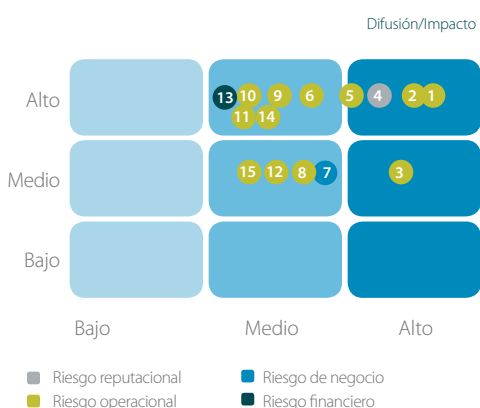 Difusión/Impacto
Alto
13 10 9 6 5 4 2 1
11 14
Medio
15 12 8 7 3
Bajo
Bajo Medio Alto
Riesgo reputacional Riesgo de negocio
Riesgo operacional Riesgo financiero